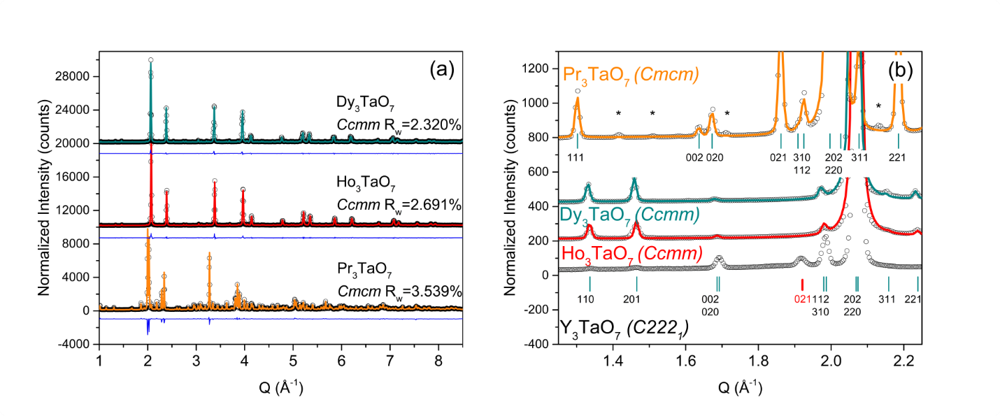 (a)
Dy3TaO7
Ccmm Rw=2.320%
Ho3TaO7
Ccmm Rw=2.691%
Pr3TaO7
Cmcm Rw=3.539%
28000
24000
20000
16000
12000
8000
4000
0
-4000
Normalized Intensity (counts)
1 2 3 4 5 6 7 8
Q (Å-1)
(b)
Pr3TaO7 (Cmcm)
* * * *
111 002 020 021 310 202 311 221
112 220
Dy3TaO7 (Ccmm)
Ho3TaO7 (Ccmm)
110 201 002 021 112 202 311 221
020 310 220
Y3TaO7 (C2221)
1200
1000
800
600
400
200
0
-200
-400
Normalized Intensity (counts)
1.4 1.6 1.8 2.0 2.2
Q (Å-1)